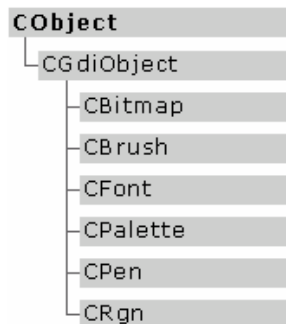 CObject
CGdiObject
CBitmap
CBrush
CFont
CPalette
CPen
CRgn